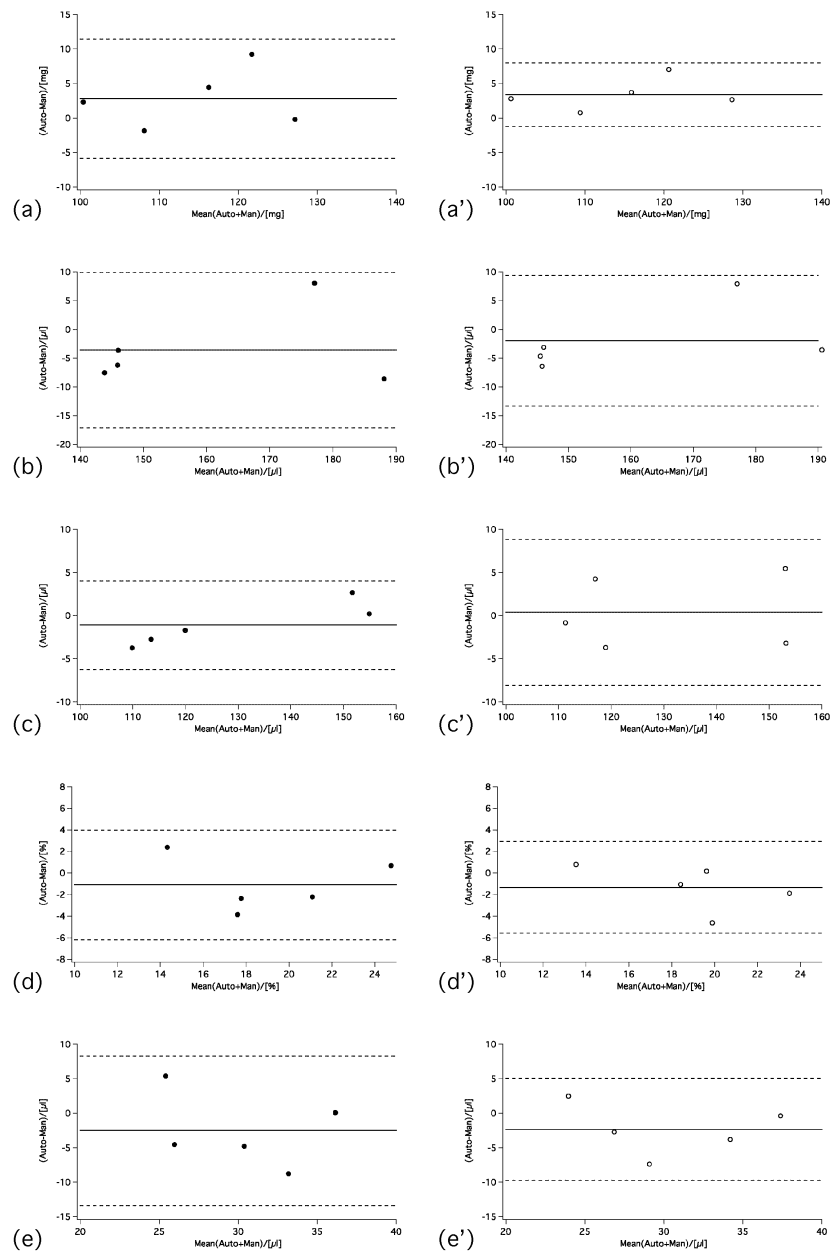 15
10
5
0
-5
-10
(Auto-Man)/[mg]
100 110 120 130 140
Mean(Auto+Man)/[mg]
(a)
15
10
5
0
-5
-10
(Auto-Man)/[mg]
100 110 120 130 140
Mean(Auto+Man)/[mg]
(a')
10
5
0
-5
-10
-15
-20
(Auto-Man)/[µl]
140 150 160 170 180 190
Mean(Auto+Man)/[µl]
(b)
10
5
0
-5
-10
-15
-20
(Auto-Man)/[µl]
140 150 160 170 180 190
Mean(Auto+Man)/[µl]
(b')
10
5
0
-5
-10
(Auto-Man)/[µl]
100 110 120 130 140 150 160
Mean(Auto+Man)/[µl]
(c)
10
5
0
-5
-10
(Auto-Man)/[µl]
100 110 120 130 140 150 160
Mean(Auto+Man)/[µl]
(c')
8
6
4
2
0
-2
-4
-6
-8
(Auto-Man)/[%]
10 12 14 16 18 20 22 24
Mean(Auto+Man)/[%]
(d)
8
6
4
2
0
-2
-4
-6
-8
(Auto-Man)/[%]
10 12 14 16 18 20 22 24
Mean(Auto+Man)/[%]
(d')
10
5
0
-5
-10
-15
(Auto-Man)/[µl]
20 25 30 35 40
Mean(Auto+Man)/[µl]
(e)
10
5
0
-5
-10
-15
(Auto-Man)/[µl]
20 25 30 35 40
Mean(Auto+Man)/[µl]
(e')